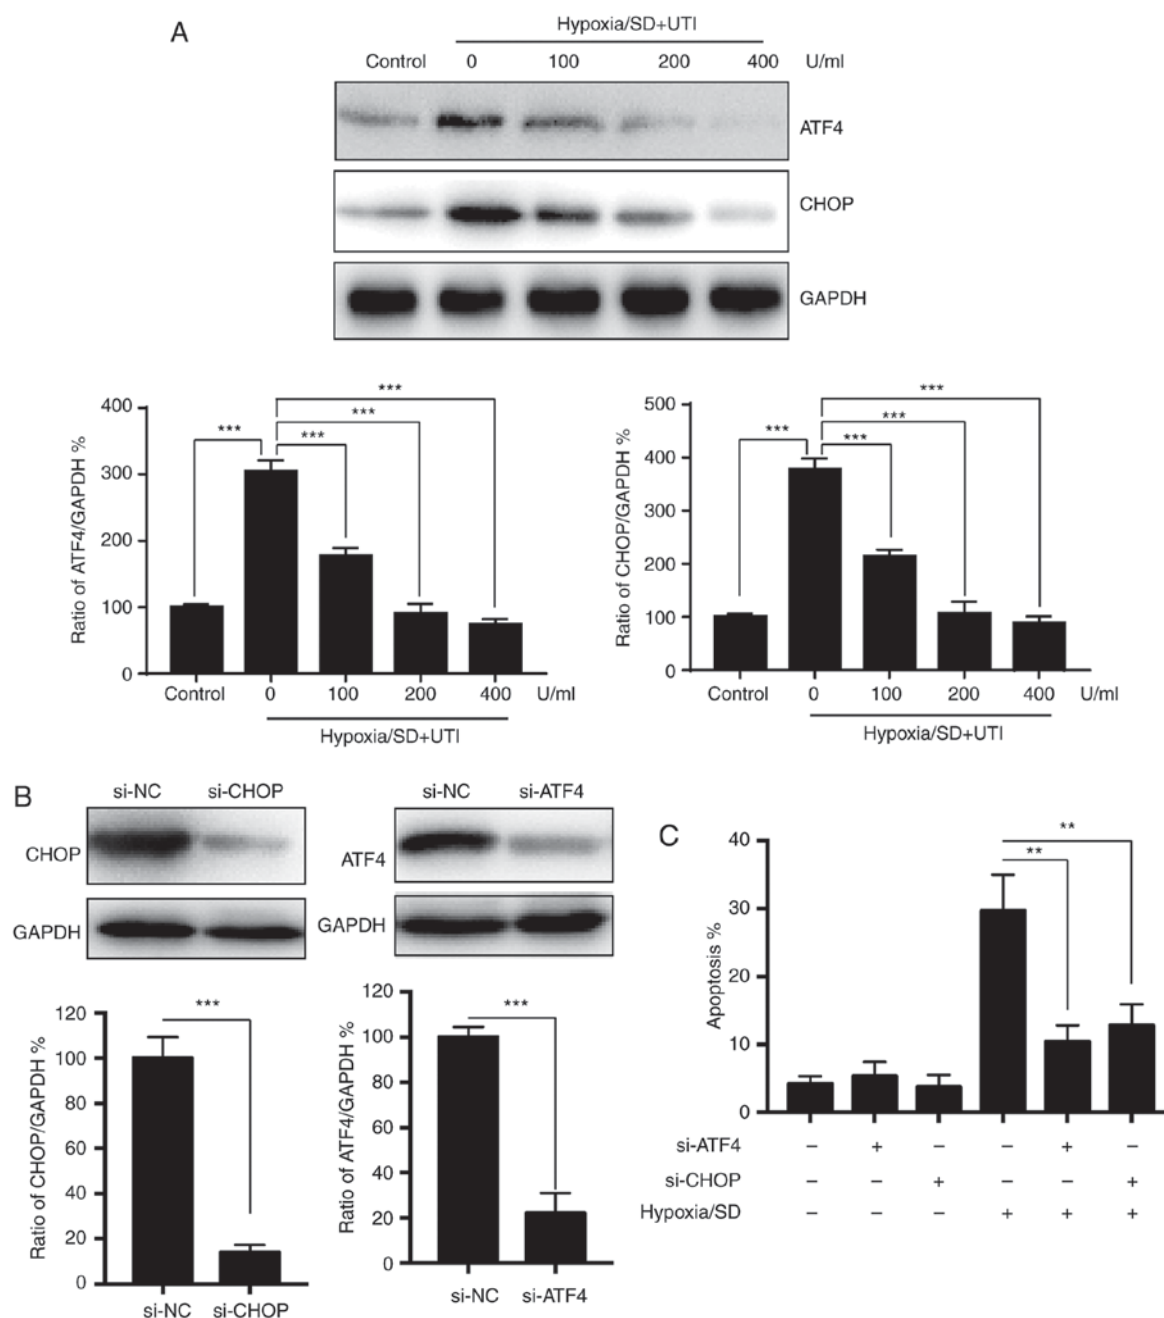 A
Hypoxia/SD+UTI
Control 0 100 200 400 U/ml
ATF4
CHOP
GAPDH
Ratio of ATF4/GAPDH %
400
300
200
100
0
*** *** *** ***
Control 0 100 200 400 U/ml
Hypoxia/SD+UTI
Ratio of CHOP/GAPDH %
500
400
300
200
100
0
*** *** *** ***
Control 0 100 200 400 U/ml
Hypoxia/SD+UTI
B
si-NC si-CHOP
CHOP
GAPDH
si-NC si-ATF4
ATF4
GAPDH
Ratio of CHOP/GAPDH %
120
100
80
60
40
20
0
***
si-NC si-CHOP
Ratio of ATF4/GAPDH %
120
100
80
60
40
20
0
***
si-NC si-ATF4
C
Apoptosis %
40
30
20
10
0
**
**
si-ATF4 – + – – + –
si-CHOP – – + – – +
Hypoxia/SD – – – + + +